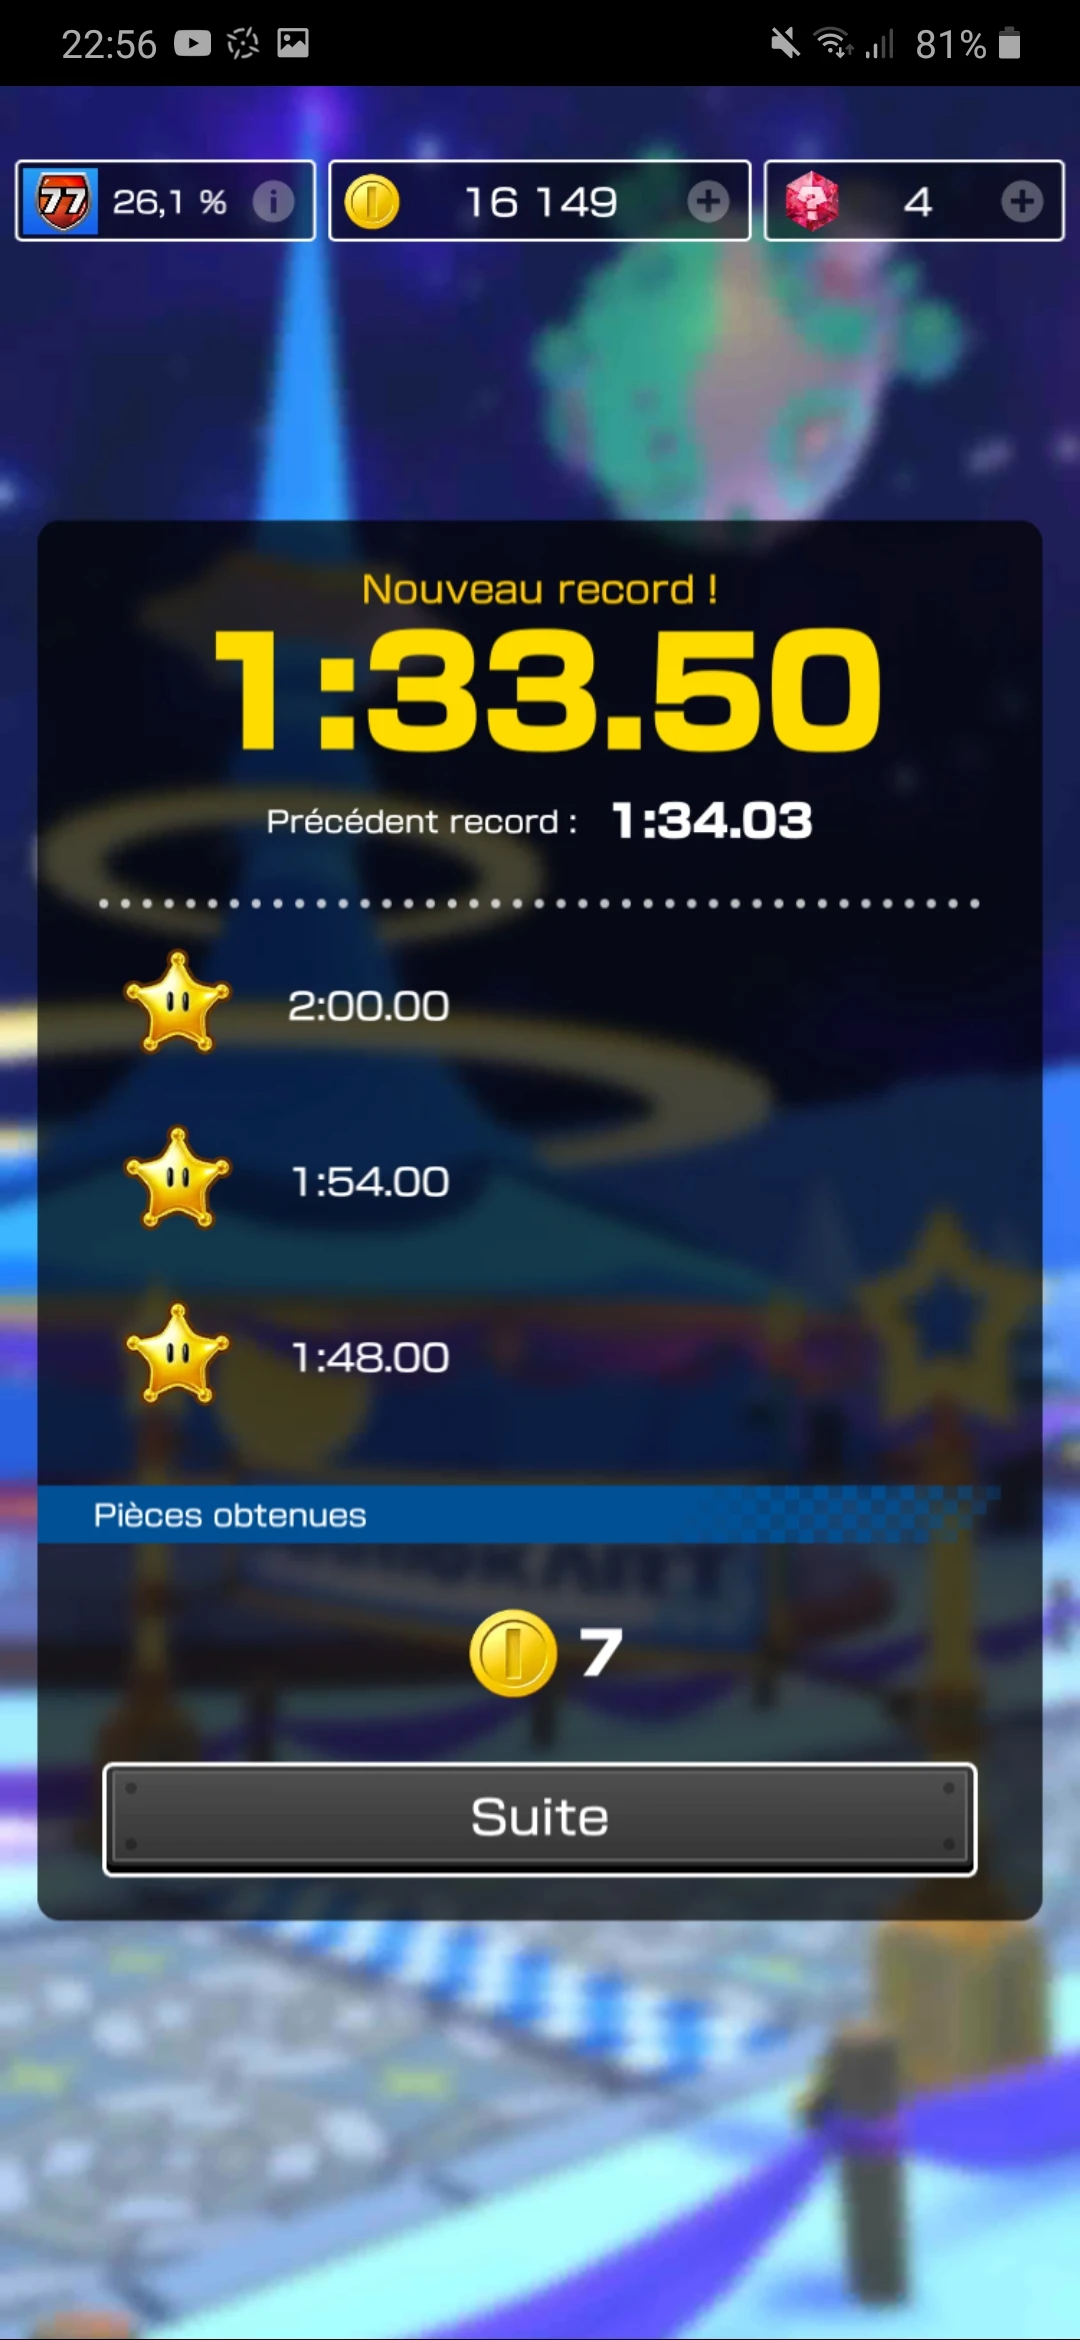 22:56 81%
77 26,1 % i 16 149 + 4 +
Nouveau record !
1:33.50
Précédent record : 1:34.03
2:00.00
1:54.00
1:48.00
Pièces obtenues
7
Suite